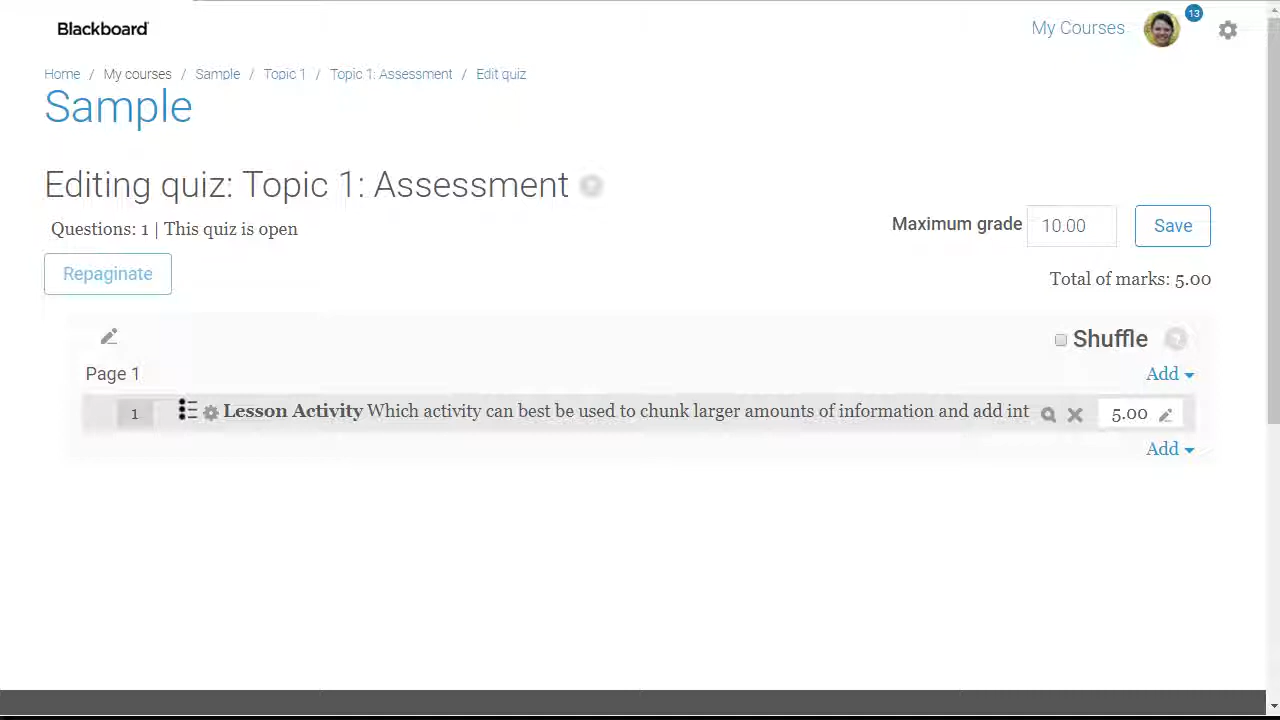 Blackboard
My Courses
13
Home / My courses / Sample / Topic 1 / Topic 1: Assessment / Edit quiz
Sample
Editing quiz: Topic 1: Assessment
Questions: 1 | This quiz is open
Maximum grade 10.00 Save
Repaginate
Total of marks: 5.00
Shuffle
Page 1 Add
1 Lesson Activity Which activity can best be used to chunk larger amounts of information and add int 5.00
Add